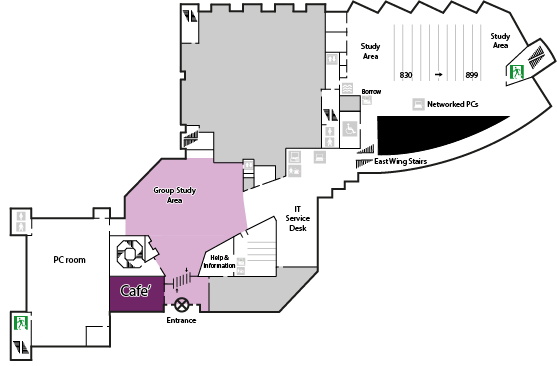 Study
Area
Study
Area
830
899
Borrow
Networked PCs
East Wing Stairs
Group Study
Area
IT
Service
Desk
PC room
Help &
Information
Cafe'
Entrance